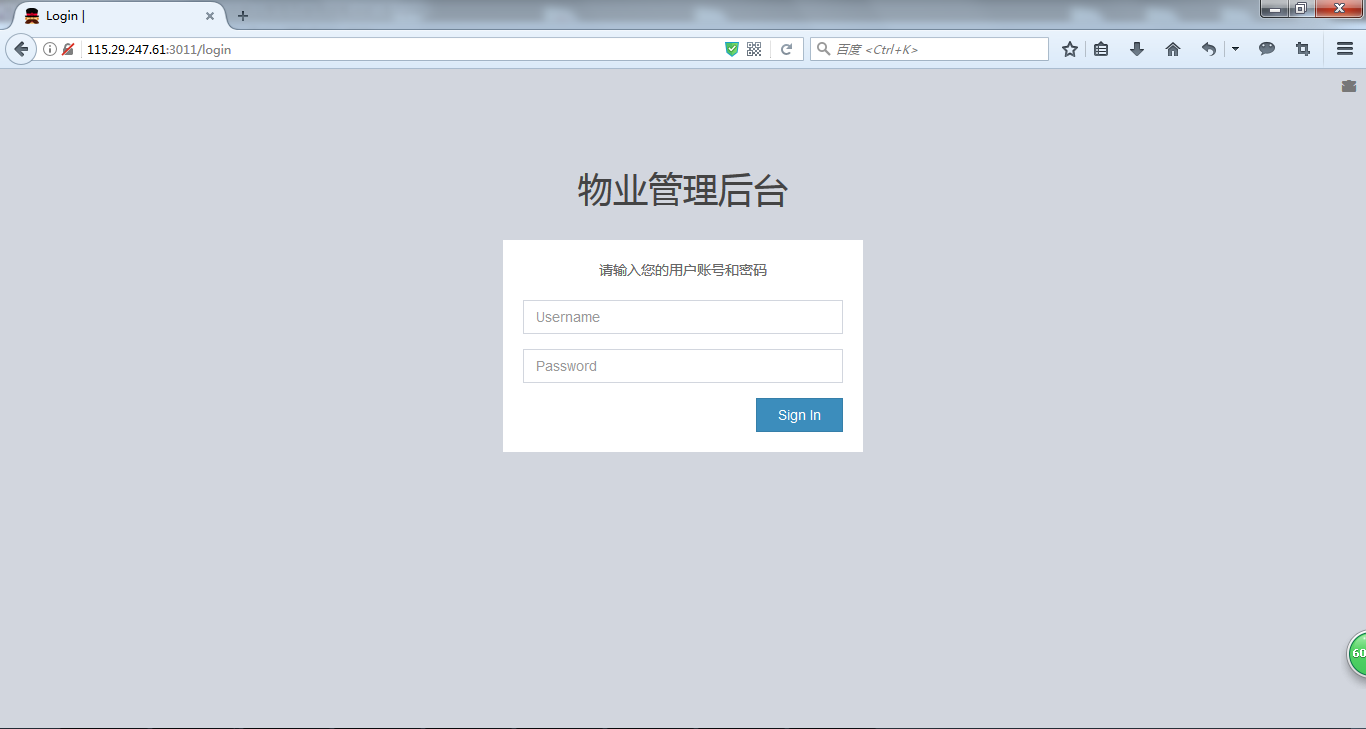 Login |
115.29.247.61:3011/login
百度 <Ctrl+K>
物业管理后台
请输入您的用户账号和密码
Username
Password
Sign In
60